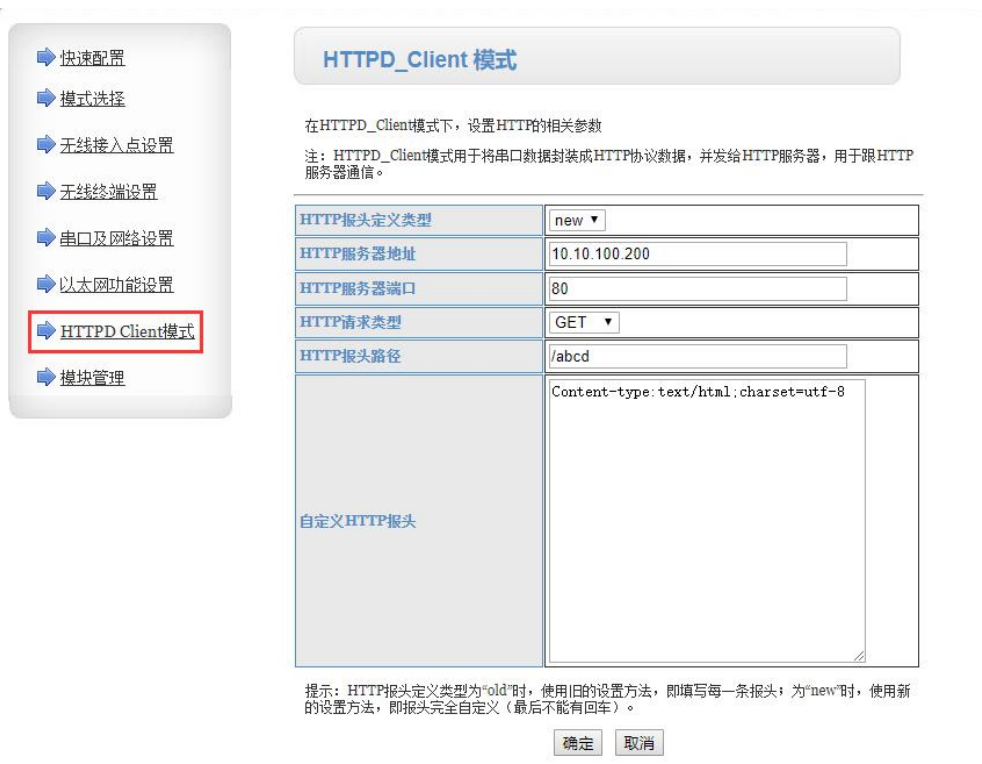 快速配置
模式选择
无线接入点设置
无线终端设置
串口及网络设置
以太网功能设置
HTTPD Client模式
模块管理
HTTPD_Client 模式
在HTTPD_Client模式下，设置HTTP的相关参数
注：HTTPD_Client模式用于将串口数据封装成HTTP协议数据，并发给HTTP服务器，用于跟HTTP
服务器通信。
HTTP报头定义类型 new
HTTP服务器地址 10.10.100.200
HTTP服务器端口 80
HTTP请求类型 GET
HTTP报头路径 /abcd
自定义HTTP报头 Content-type:text/html;charset=utf-8
提示：HTTP报头定义类型为“old”时，使用旧的设置方法，即填写每一条报头；为“new”时，使用新
的设置方法，即报头完全自定义（最后不能有回车）。
确定 取消